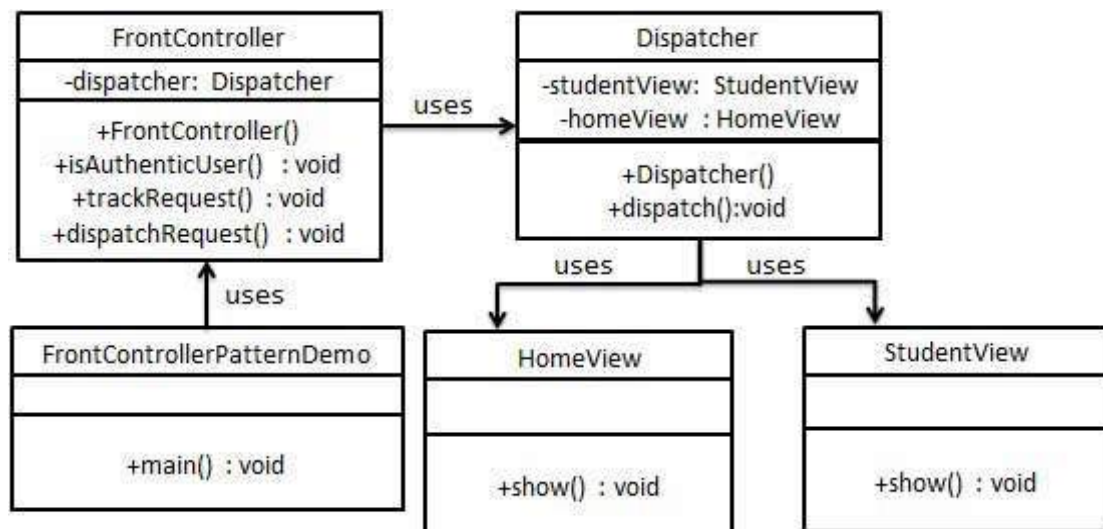 FrontController
-dispatcher: Dispatcher
+FrontController()
+isAuthenticUser() : void
+trackRequest() : void
+dispatchRequest() : void
uses
Dispatcher
-studentView: StudentView
-homeView : HomeView
+Dispatcher()
+dispatch():void
uses
uses
uses
FrontControllerPatternDemo
+main() : void
HomeView
+show() : void
StudentView
+show() : void